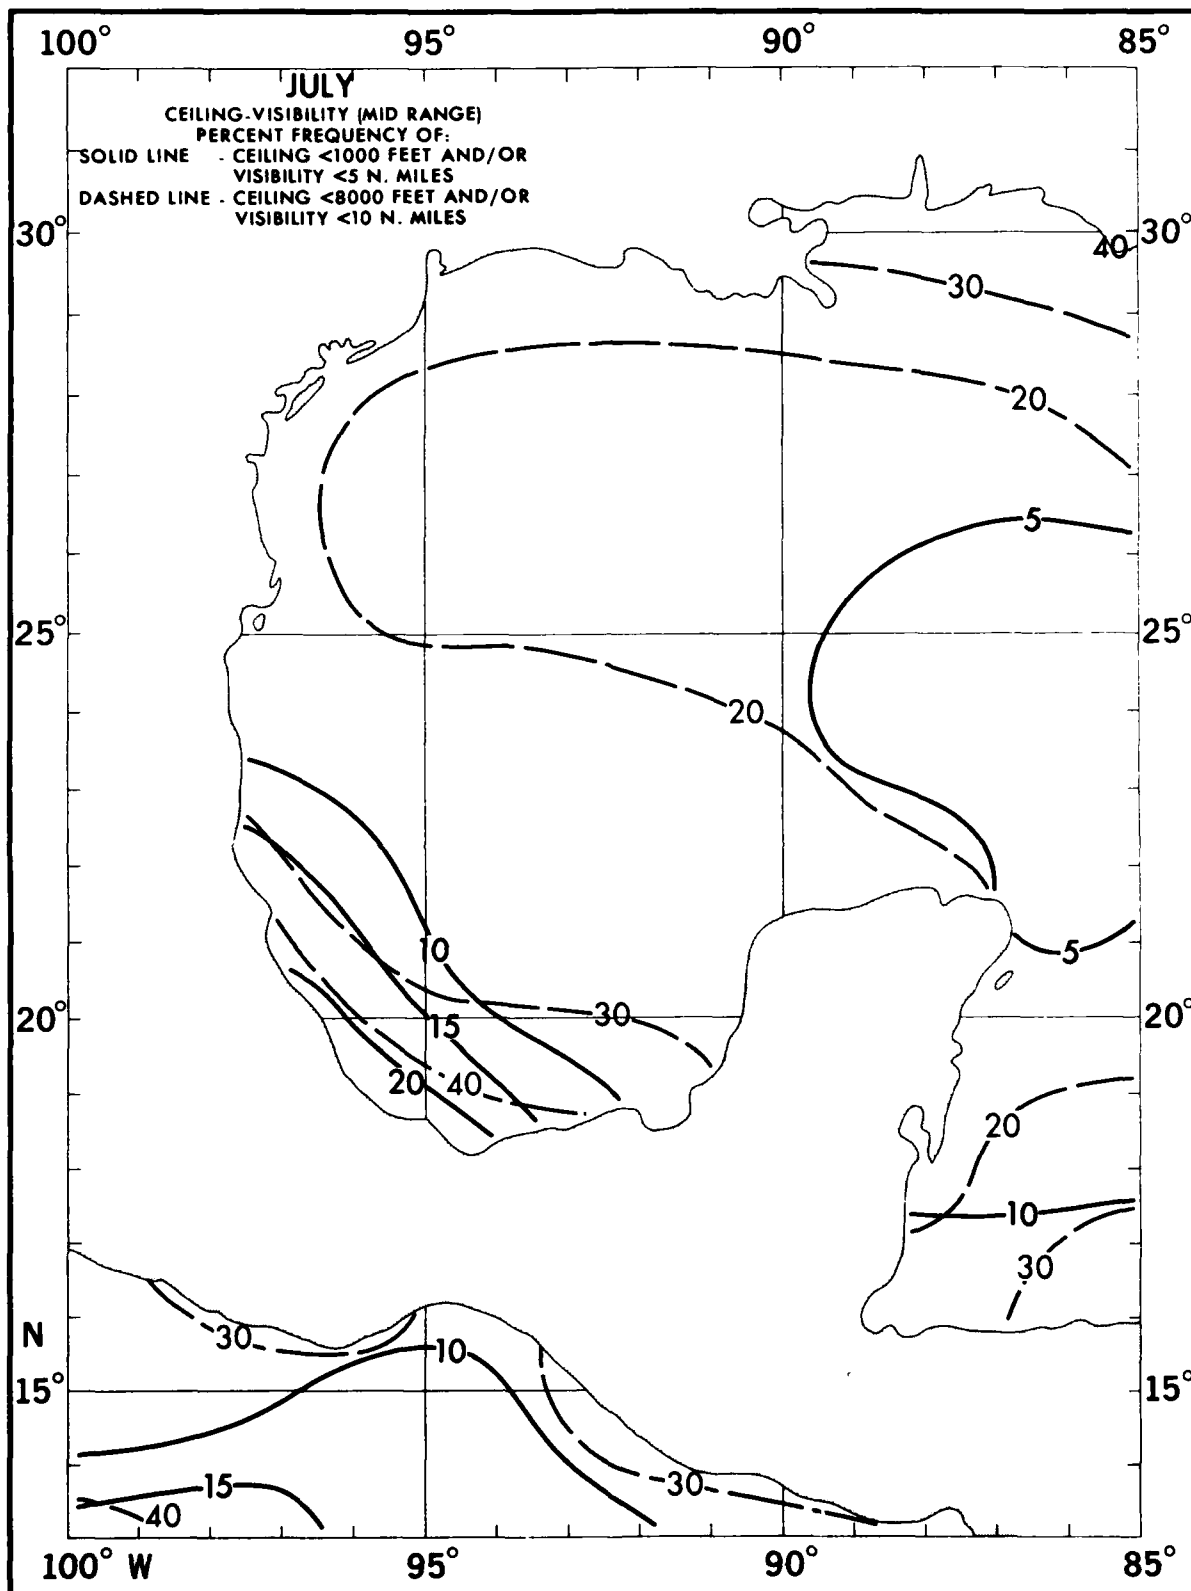 100° 95° 90° 85°
JULY
CEILING-VISIBILITY (MID RANGE)
PERCENT FREQUENCY OF:
SOLID LINE - CEILING <1000 FEET AND/OR
VISIBILITY <5 N. MILES
DASHED LINE - CEILING <8000 FEET AND/OR
VISIBILITY <10 N. MILES
30° 40 30°
30
20
5
25° 25°
20
10 5
20° 15 30 20°
20 40
20
10
30
N 30 10
15° 15°
15 30
40
100° W 95° 90° 85°